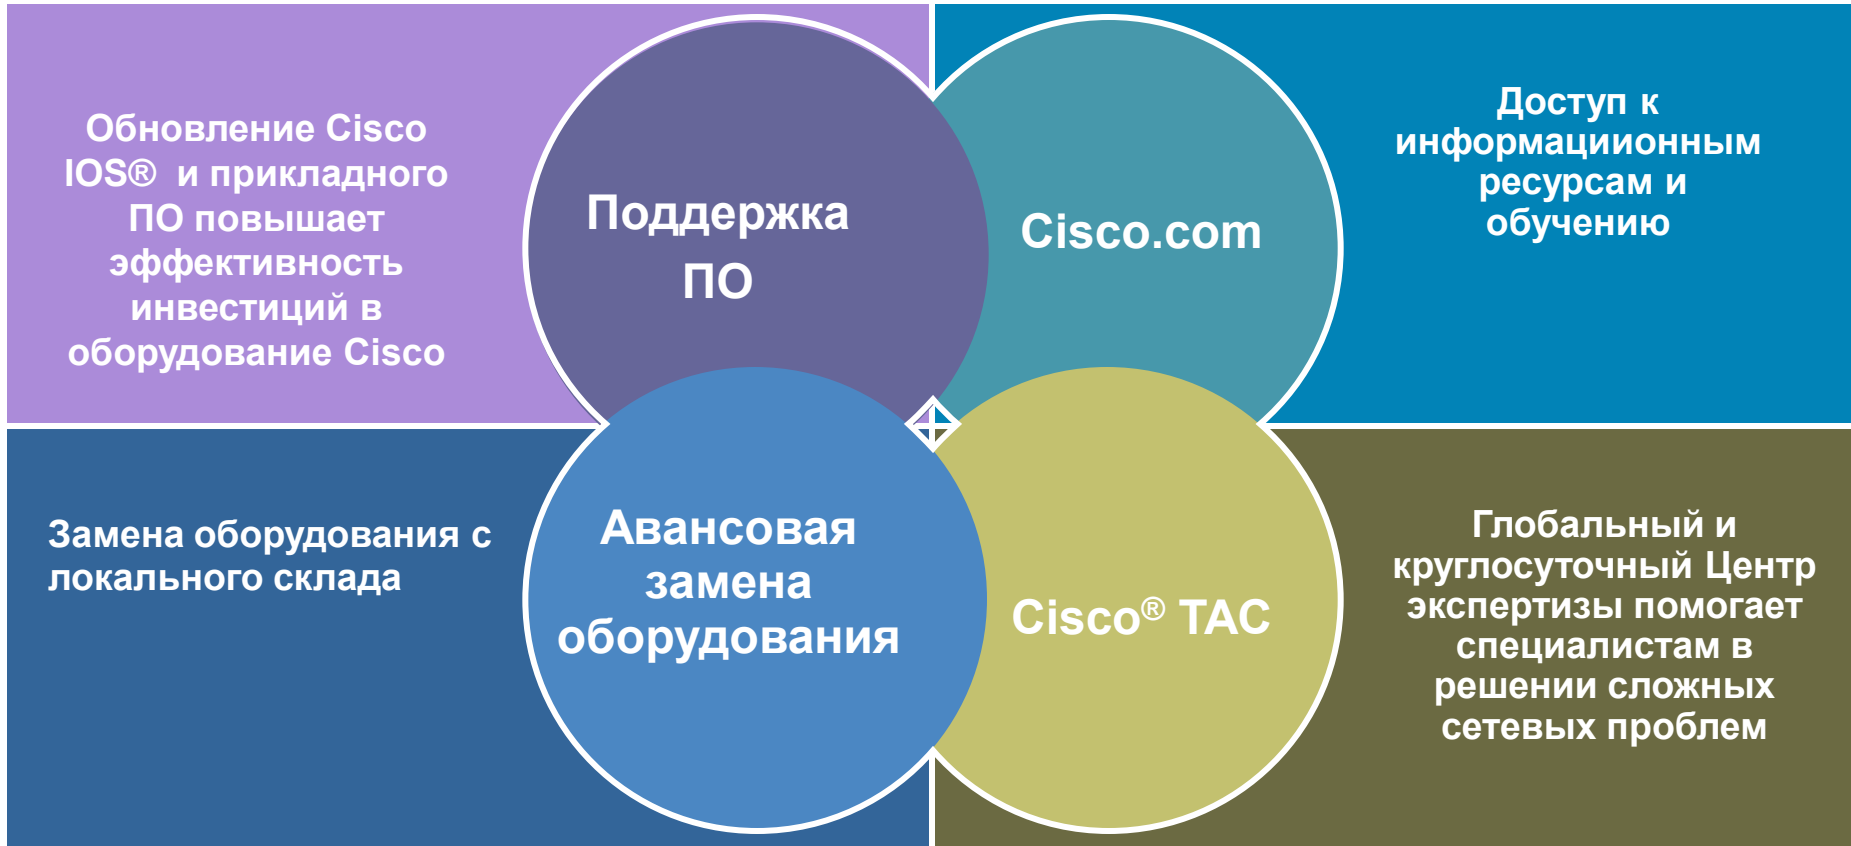 Обновление Cisco
IOS® и прикладного
ПО повышает
эффективность
инвестиций в
оборудование Cisco
Поддержка
ПО
Cisco.com
Доступ к
информациионным
ресурсам и
обучению
Замена оборудования с
локального склада
Авансовая
замена
оборудования
Cisco® TAC
Глобальный и
круглосуточный Центр
экспертизы помогает
специалистам в
решении сложных
сетевых проблем